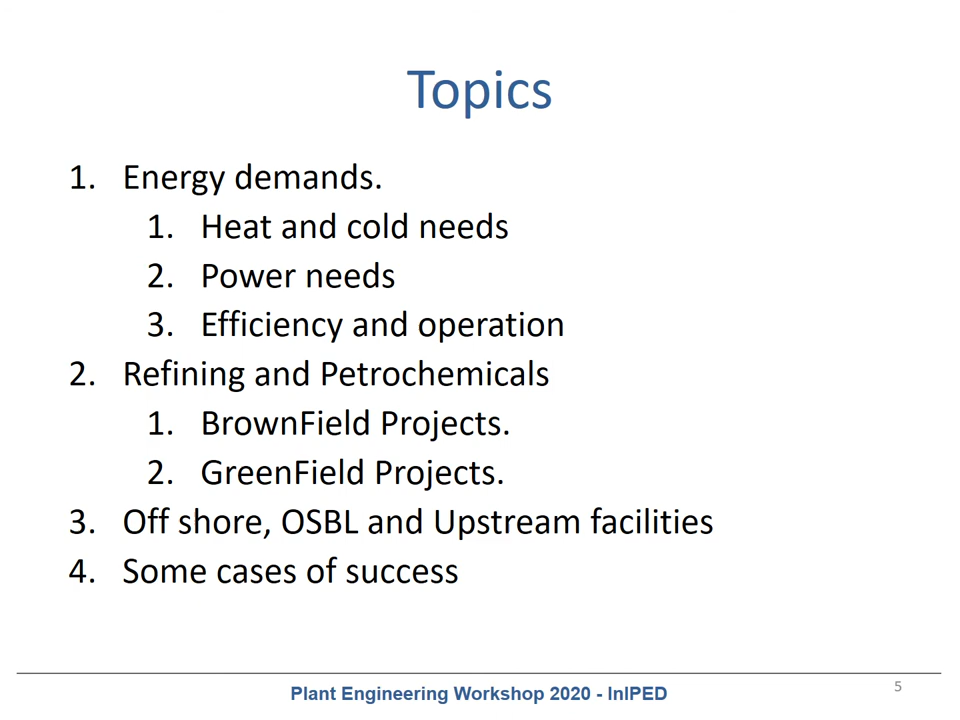 Topics
1. Energy demands.
1. Heat and cold needs
2. Power needs
3. Efficiency and operation
2. Refining and Petrochemicals
1. BrownField Projects.
2. GreenField Projects.
3. Off shore, OSBL and Upstream facilities
4. Some cases of success
Plant Engineering Workshop 2020 - InIPED
5